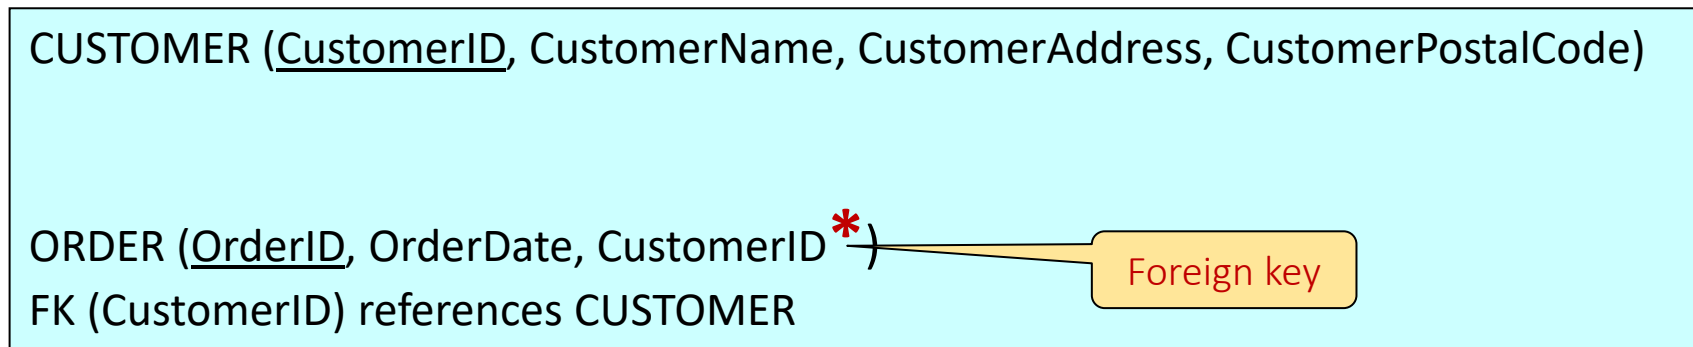 CUSTOMER (CustomerID, CustomerName, CustomerAddress, CustomerPostalCode)
ORDER (OrderID, OrderDate, CustomerID*)
Foreign key
FK (CustomerID) references CUSTOMER